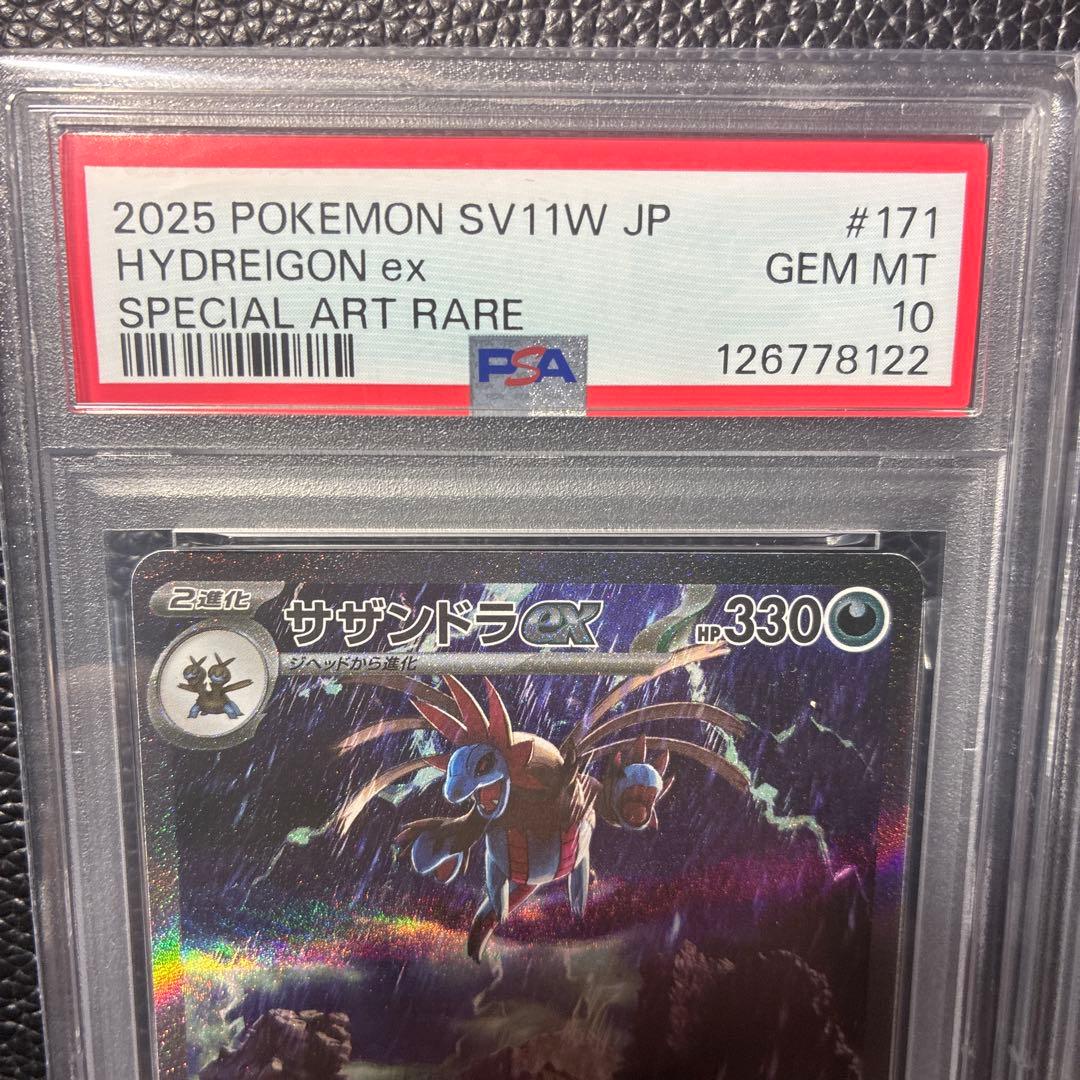 2025 POKEMON SV11W JP #171
HYDREIGON ex GEM MT
SPECIAL ART RARE 10
PSA 126778122
2進化 サザンドラex HP330
ジヘッドから進化